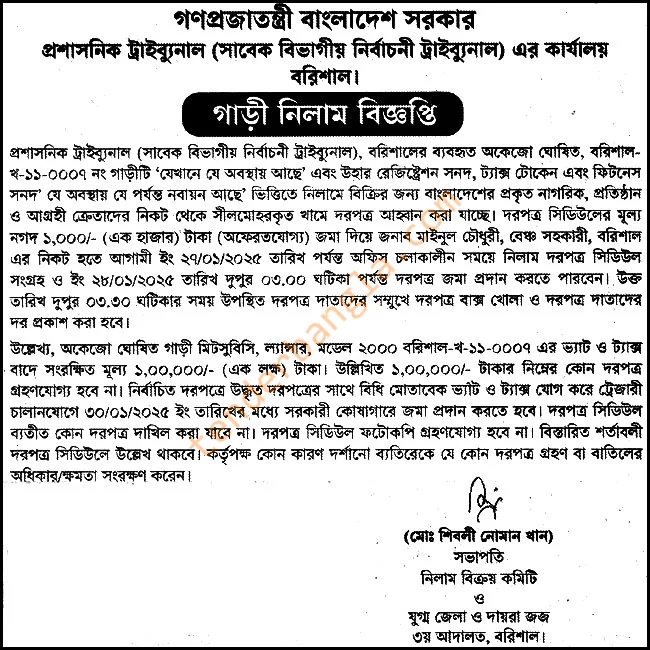 গণপ্রজাতন্ত্রী বাংলাদেশ সরকার
প্রশাসনিক ট্রাইব্যুনাল (সাবেক বিভাগীয় নির্বাচনী ট্রাইব্যুনাল) এর কার্যালয়
বরিশাল।
গাড়ী নিলাম বিজ্ঞপ্তি
প্রশাসনিক ট্রাইব্যুনাল (সাবেক বিভাগীয় নির্বাচনী ট্রাইব্যুনাল), বরিশালের ব্যবহৃত অকেজো ঘোষিত, বরিশাল-
খ-১১-০০০৭ নং গাড়ীটি ‘যেখানে যে অবস্থায় আছে’ এবং উহার রেজিষ্ট্রেশন সনদ, ট্যাক্স টোকেন এবং ফিটনেস
সনদ’ যে অবস্থায় যে পর্যন্ত নবায়ন আছে’ ভিত্তিতে নিলামে বিক্রির জন্য বাংলাদেশের প্রকৃত নাগরিক, প্রতিষ্ঠান
ও আগ্রহী ক্রেতাদের নিকট থেকে সীলমোহরকৃত খামে দরপত্র আহ্বান করা যাচ্ছে। দরপত্র সিডিউলের মূল্য
নগদ ১,০০০/- (এক হাজার) টাকা (অফেরতযোগ্য) জমা দিয়ে জনাব মাইনুল চৌধুরী, বেঞ্চ সহকারী, বরিশাল
এর নিকট হতে আগামী ইং ২৭/০১/২০২৫ তারিখ পর্যন্ত অফিস চলাকালীন সময়ে নিলাম দরপত্র সিডিউল
সংগ্রহ ও ইং ২৮/০১/২০২৫ তারিখ দুপুর ০৩.০০ ঘটিকা পর্যন্ত দরপত্র জমা প্রদান করতে পারবেন। উক্ত
তারিখ দুপুর ০৩.৩০ ঘটিকার সময় উপস্থিত দরপত্র দাতাদের সম্মুখে দরপত্র বাক্স খোলা ও দরপত্র দাতাদের
দর প্রকাশ করা হবে।
উল্লেখ্য, অকেজো ঘোষিত গাড়ী মিটসুবিসি, ল্যান্সার, মডেল ২০০০ বরিশাল-খ-১১-০০০৭ এর ভ্যাট ও ট্যাক্স
বাদে সংরক্ষিত মূল্য ১,০০,০০০/- (এক লক্ষ) টাকা। উল্লিখিত ১,০০,০০০/- টাকার নিম্নের কোন দরপত্র
গ্রহণযোগ্য হবে না। নির্বাচিত দরপত্রে উদ্ধৃত দরপত্রের সাথে বিধি মোতাবেক ভ্যাট ও ট্যাক্স যোগ করে ট্রেজারী
চালানযোগে ৩০/০১/২০২৫ ইং তারিখের মধ্যে সরকারী কোষাগারে জমা প্রদান করতে হবে। দরপত্র সিডিউল
ব্যতীত কোন দরপত্র দাখিল করা যাবে না। দরপত্র সিডিউল ফটোকপি গ্রহণযোগ্য হবে না। বিস্তারিত শর্তাবলী
দরপত্র সিডিউলে উল্লেখ থাকবে। কর্তৃপক্ষ কোন কারণ দর্শানো ব্যতিরেকে যে কোন দরপত্র গ্রহণ বা বাতিলের
অধিকার/ক্ষমতা সংরক্ষণ করেন।
(মোঃ শিবলী নোমান খান)
সভাপতি
নিলাম বিক্রয় কমিটি
ও
যুগ্ম জেলা ও দায়রা জজ
৩য় আদালত, বরিশাল।
tenderbangla.com